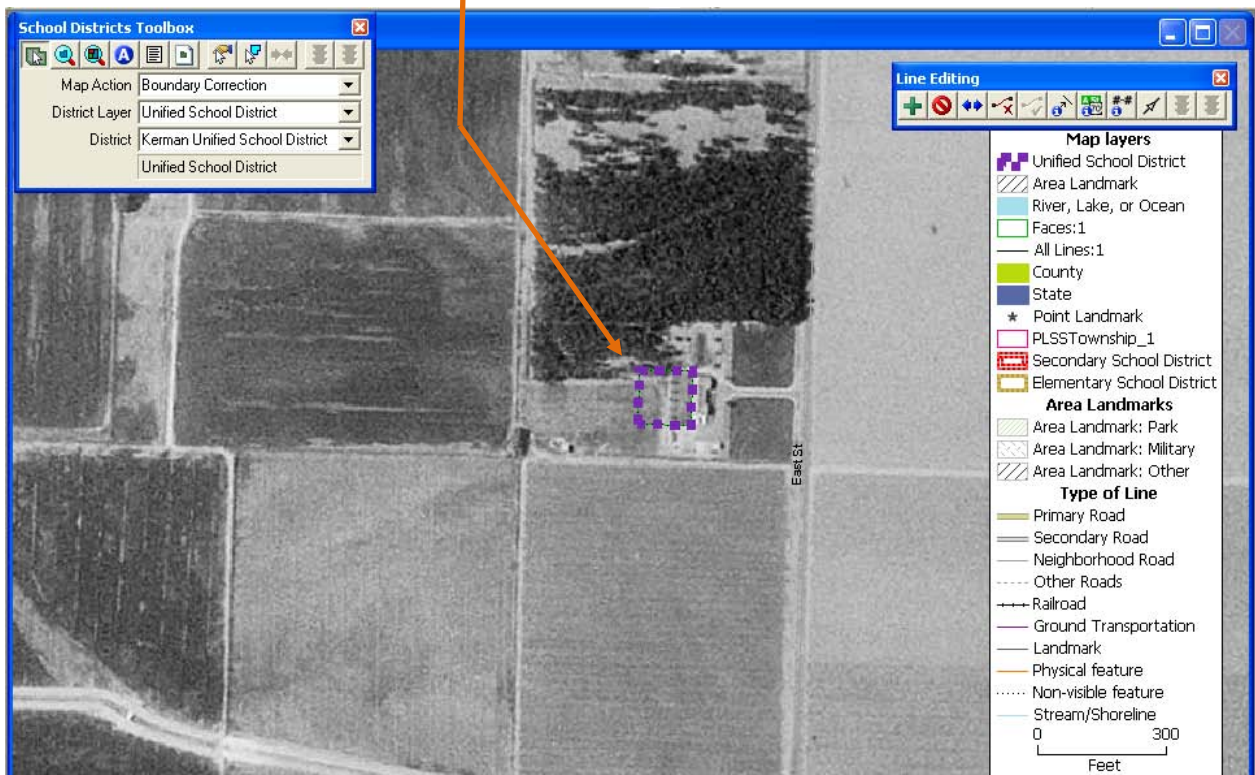 School Districts Toolbox
Map Action Boundary Correction
District Layer Unified School District
District Kerman Unified School District
Unified School District
Line Editing
Map layers
Unified School District
Area Landmark
River, Lake, or Ocean
Faces:1
All Lines:1
County
State
Point Landmark
PLSSTownship_1
Secondary School District
Elementary School District
Area Landmarks
Area Landmark: Park
Area Landmark: Military
Area Landmark: Other
Type of Line
Primary Road
Secondary Road
Neighborhood Road
Other Roads
Railroad
Ground Transportation
Landmark
Physical feature
Non-visible feature
Stream/Shoreline
0 300
Feet
East St